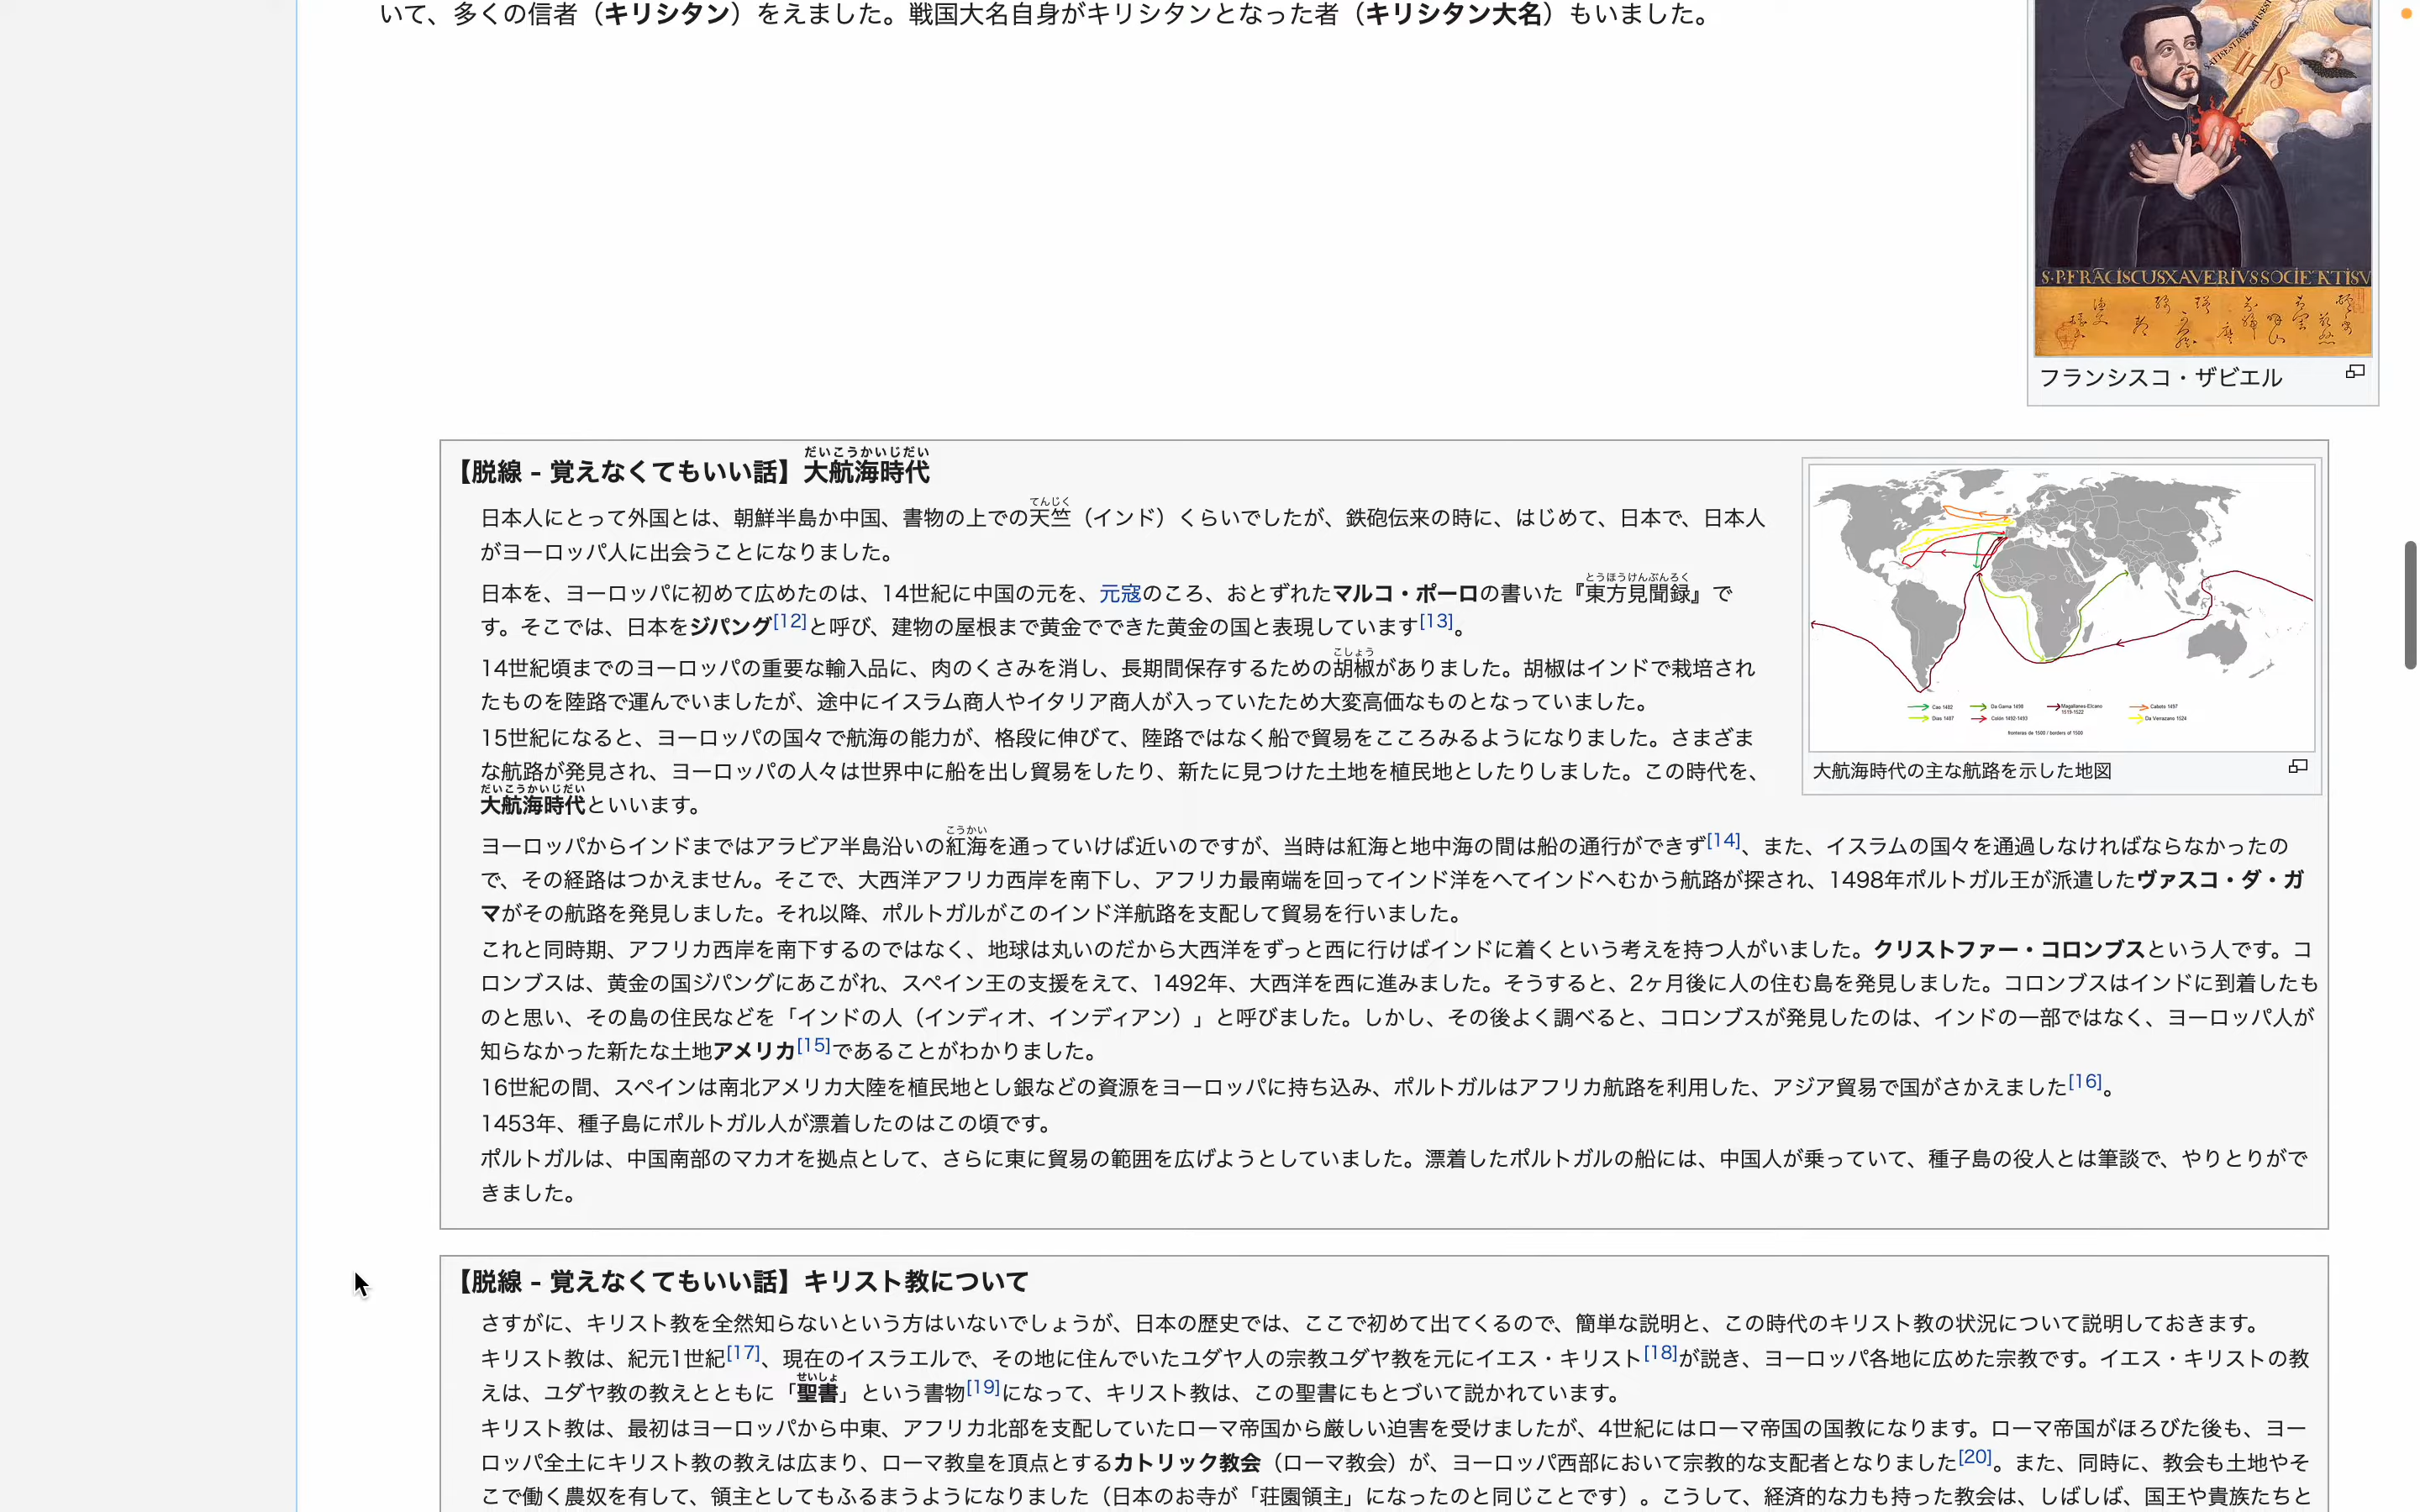 いて、多くの信者（キリシタン）をえました。戦国大名自身がキリシタンとなった者（キリシタン大名）もいました。
IHS
S·P·FRÃCISCUSXAVERIVSSOCIETATISV
フランシスコ・ザビエル
だいこうかいじだい
【脱線 - 覚えなくてもいい話】大航海時代
てんじく
日本人にとって外国とは、朝鮮半島か中国、書物の上での天竺（インド）くらいでしたが、鉄砲伝来の時に、はじめて、日本で、日本人
がヨーロッパ人に出会うことになりました。
とうほうけんぶんろく
日本を、ヨーロッパに初めて広めたのは、14世紀に中国の元を、元寇のころ、おとずれたマルコ・ポーロの書いた『東方見聞録』で
す。そこでは、日本をジパング[12]と呼び、建物の屋根まで黄金でできた黄金の国と表現しています[13]。
こしょう
14世紀頃までのヨーロッパの重要な輸入品に、肉のくさみを消し、長期間保存するための胡椒がありました。胡椒はインドで栽培され
たものを陸路で運んでいましたが、途中にイスラム商人やイタリア商人が入っていたため大変高価なものとなっていました。
15世紀になると、ヨーロッパの国々で航海の能力が、格段に伸びて、陸路ではなく船で貿易をこころみるようになりました。さまざま
な航路が発見され、ヨーロッパの人々は世界中に船を出し貿易をしたり、新たに見つけた土地を植民地としたりしました。この時代を、
だいこうかいじだい
大航海時代といいます。
Cao 1482
Da Gama 1498
Magallanes-Elcano 1519-1522
Caboto 1497
Dias 1487
Colón 1492-1493
Da Verrazano 1524
fronteras de 1500 / borders of 1500
大航海時代の主な航路を示した地図
こうかい
ヨーロッパからインドまではアラビア半島沿いの紅海を通っていけば近いのですが、当時は紅海と地中海の間は船の通行ができず[14]、また、イスラムの国々を通過しなければならなかったの
で、その経路はつかえません。そこで、大西洋アフリカ西岸を南下し、アフリカ最南端を回ってインド洋をへてインドへむかう航路が探され、1498年ポルトガル王が派遣したヴァスコ・ダ・ガ
マがその航路を発見しました。それ以降、ポルトガルがこのインド洋航路を支配して貿易を行いました。
これと同時期、アフリカ西岸を南下するのではなく、地球は丸いのだから大西洋をずっと西に行けばインドに着くという考えを持つ人がいました。クリストファー・コロンブスという人です。コ
ロンブスは、黄金の国ジパングにあこがれ、スペイン王の支援をえて、1492年、大西洋を西に進みました。そうすると、2ヶ月後に人の住む島を発見しました。コロンブスはインドに到着したも
のと思い、その島の住民などを「インドの人（インディオ、インディアン）」と呼びました。しかし、その後よく調べると、コロンブスが発見したのは、インドの一部ではなく、ヨーロッパ人が
知らなかった新たな土地アメリカ[15]であることがわかりました。
16世紀の間、スペインは南北アメリカ大陸を植民地とし銀などの資源をヨーロッパに持ち込み、ポルトガルはアフリカ航路を利用した、アジア貿易で国がさかえました[16]。
1453年、種子島にポルトガル人が漂着したのはこの頃です。
ポルトガルは、中国南部のマカオを拠点として、さらに東に貿易の範囲を広げようとしていました。漂着したポルトガルの船には、中国人が乗っていて、種子島の役人とは筆談で、やりとりがで
きました。
【脱線 - 覚えなくてもいい話】キリスト教について
さすがに、キリスト教を全然知らないという方はいないでしょうが、日本の歴史では、ここで初めて出てくるので、簡単な説明と、この時代のキリスト教の状況について説明しておきます。
キリスト教は、紀元1世紀[17]、現在のイスラエルで、その地に住んでいたユダヤ人の宗教ユダヤ教を元にイエス・キリスト[18]が説き、ヨーロッパ各地に広めた宗教です。イエス・キリストの教
せいしょ
えは、ユダヤ教の教えとともに「聖書」という書物[19]になって、キリスト教は、この聖書にもとづいて説かれています。
キリスト教は、最初はヨーロッパから中東、アフリカ北部を支配していたローマ帝国から厳しい迫害を受けましたが、4世紀にはローマ帝国の国教になります。ローマ帝国がほろびた後も、ヨー
ロッパ全土にキリスト教の教えは広まり、ローマ教皇を頂点とするカトリック教会（ローマ教会）が、ヨーロッパ西部において宗教的な支配者となりました[20]。また、同時に、教会も土地やそ
こで働く農奴を有して、領主としてもふるまうようになりました（日本のお寺が「荘園領主」になったのと同じことです）。こうして、経済的な力も持った教会は、しばしば、国王や貴族たちと